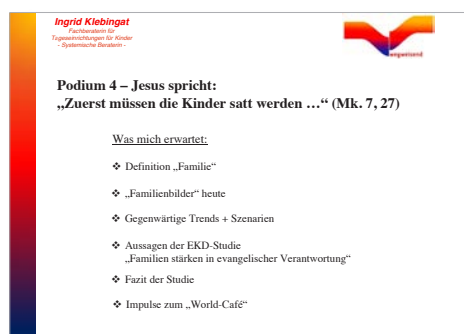 Ingrid Klebingat
Fachberaterin für
Tageseinrichtungen für Kinder
- Systemische Beraterin -
wegweisend
Podium 4 – Jesus spricht:
„Zuerst müssen die Kinder satt werden …“ (Mk. 7, 27)
Was mich erwartet:
❖ Definition „Familie“
❖ „Familienbilder“ heute
❖ Gegenwärtige Trends + Szenarien
❖ Aussagen der EKD-Studie
„Familien stärken in evangelischer Verantwortung“
❖ Fazit der Studie
❖ Impulse zum „World-Café“